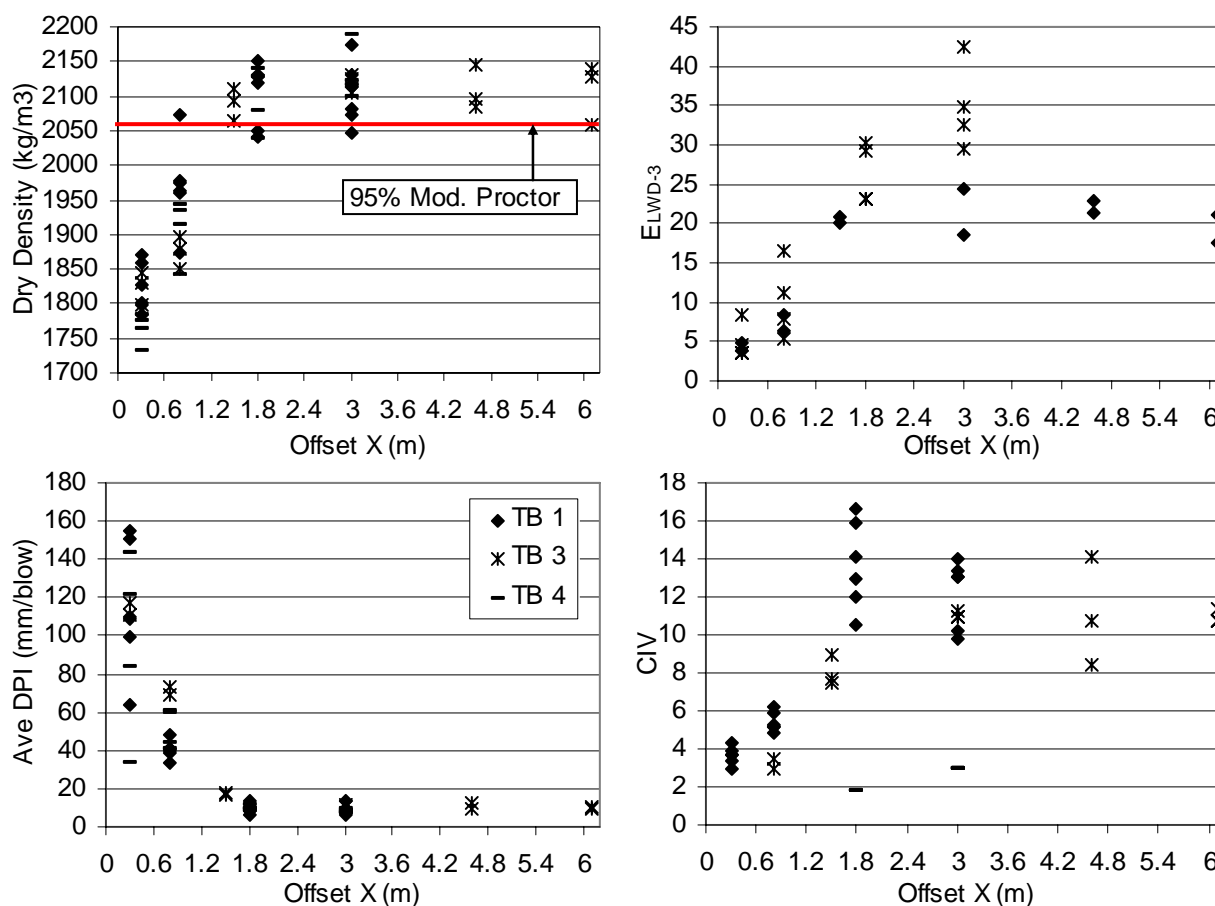 2200
2150
2100
2050
2000
1950
1900
1850
1800
1750
1700
Dry Density (kg/m3)
95% Mod. Proctor
0 0.6 1.2 1.8 2.4 3 3.6 4.2 4.8 5.4 6
Offset X (m)
45
40
35
30
25
20
15
10
5
0
ELWD-3
0 0.6 1.2 1.8 2.4 3 3.6 4.2 4.8 5.4 6
Offset X (m)
180
160
140
120
100
80
60
40
20
0
Ave DPI (mm/blow)
TB 1
TB 3
TB 4
0 0.6 1.2 1.8 2.4 3 3.6 4.2 4.8 5.4 6
Offset X (m)
18
16
14
12
10
8
6
4
2
0
CIV
0 0.6 1.2 1.8 2.4 3 3.6 4.2 4.8 5.4 6
Offset X (m)